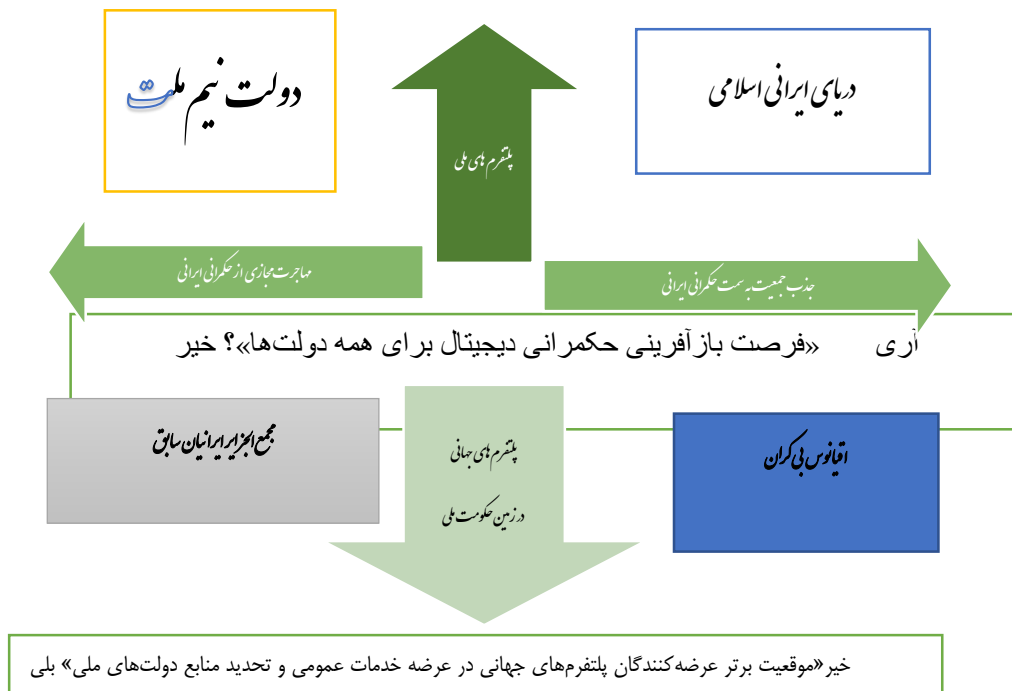 دریای ایرانی اسلامی
دولت نیم ملت
پلتفرم های ملی
جذب جمعیت به سمت حکمرانی ایرانی
مهاجرت مجازی از حکمرانی ایرانی
آری «فرصت بازآفرینی حکمرانی دیجیتال برای همه دولت‌ها»؟ خیر
اقیانوس بی کران
پلتفرم های جهانی
در زمین حکومت ملی
مجمع الجزایر ایرانیان سابق
خیر«موقعیت برتر عرضه‌کنندگان پلتفرم‌های جهانی در عرضه خدمات عمومی و تحدید منابع دولت‌های ملی» بلی